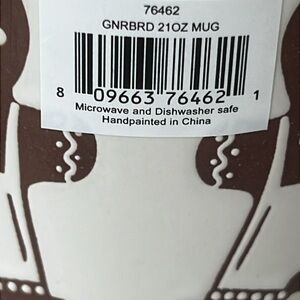 76462
GNRBRD 21OZ MUG
8 09663 76462 1
Microwave and Dishwasher safe
Handpainted in China